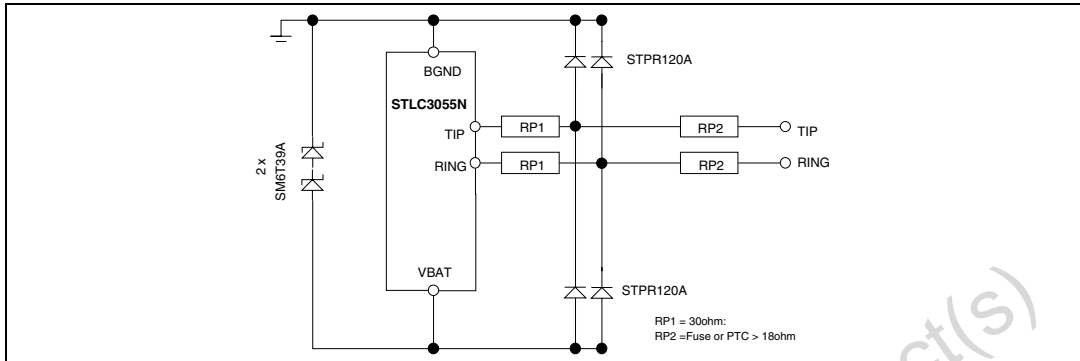 BGND
STPR120A
STLC3055N
TIP
RP1
RP2
TIP
RING
RP1
RP2
RING
2 x
SM6T39A
VBAT
STPR120A
RP1 = 30ohm:
RP2 =Fuse or PTC > 18ohm
ct(s)